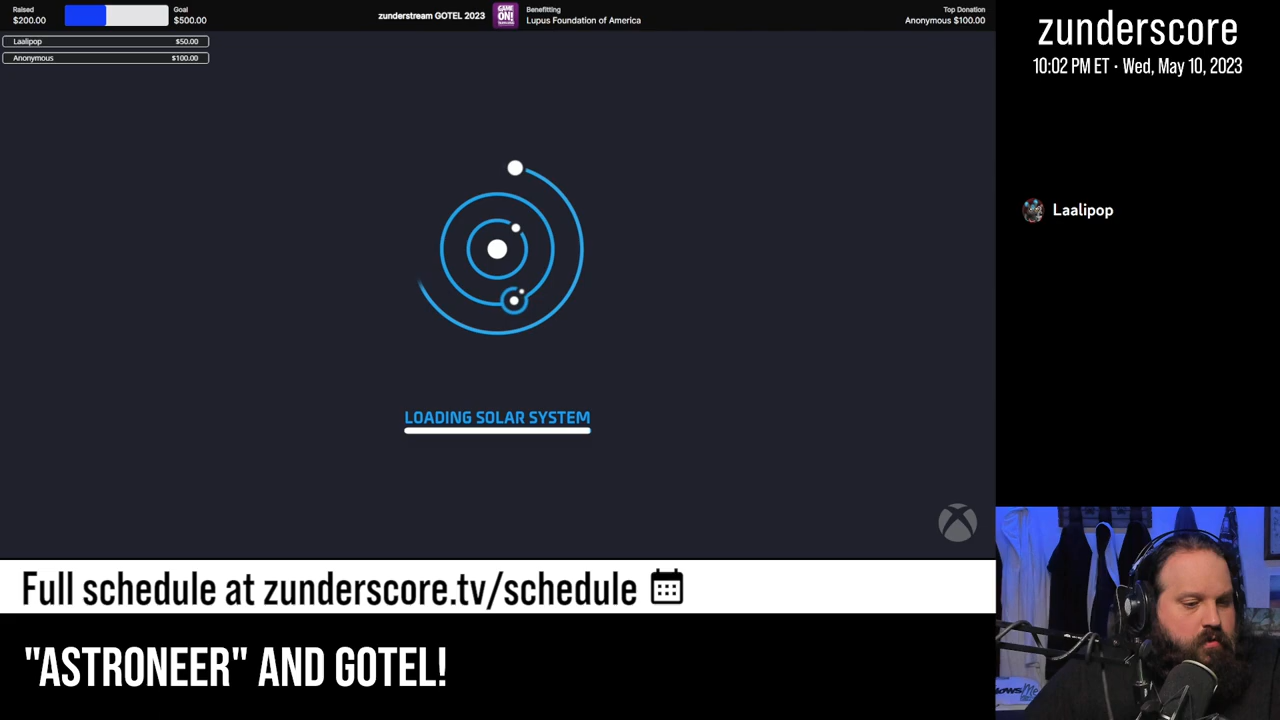 Raised
$200.00
Goal
$500.00
zunderstream GOTEL 2023
GAME
ON!
Benefitting
Lupus Foundation of America
Top Donation
Anonymous $100.00
Laalipop $50.00
Anonymous $100.00
zunderscore
10:02 PM ET · Wed, May 10, 2023
Laalipop
LOADING SOLAR SYSTEM
Full schedule at zunderscore.tv/schedule
"ASTRONEER" AND GOTEL!